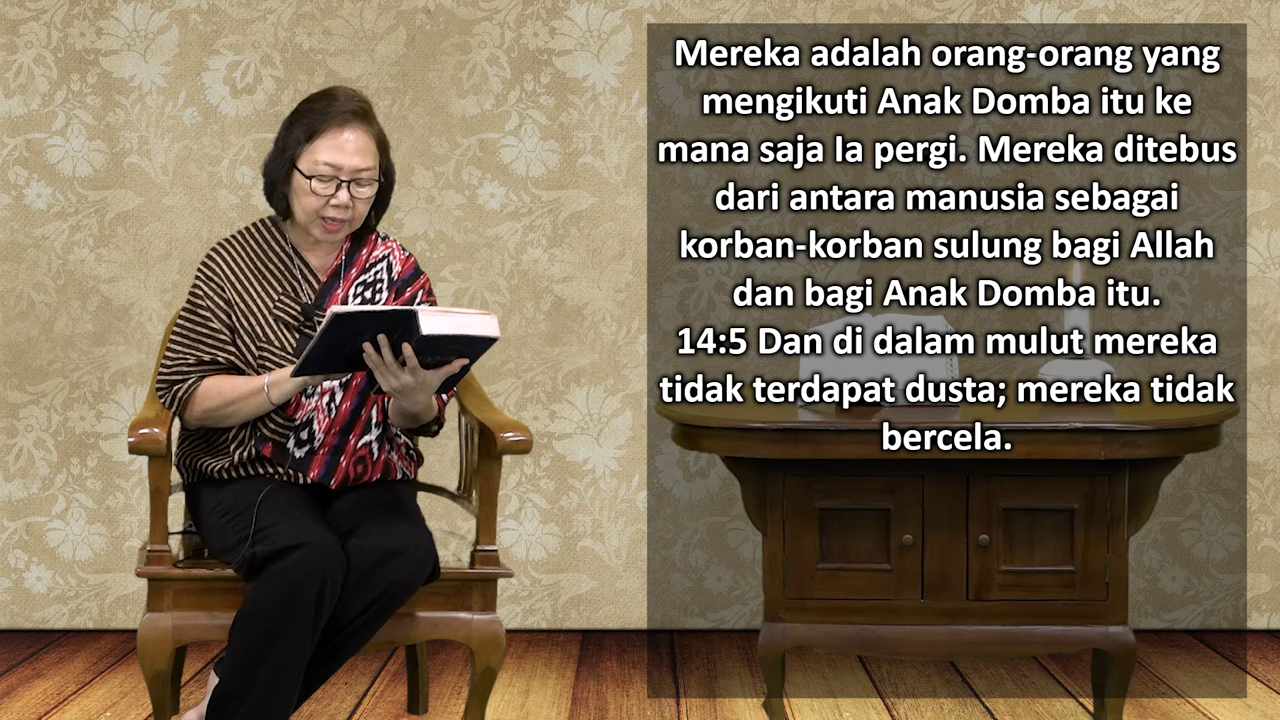 Mereka adalah orang-orang yang
mengikuti Anak Domba itu ke
mana saja Ia pergi. Mereka ditebus
dari antara manusia sebagai
korban-korban sulung bagi Allah
dan bagi Anak Domba itu.
14:5 Dan di dalam mulut mereka
tidak terdapat dusta; mereka tidak
bercela.